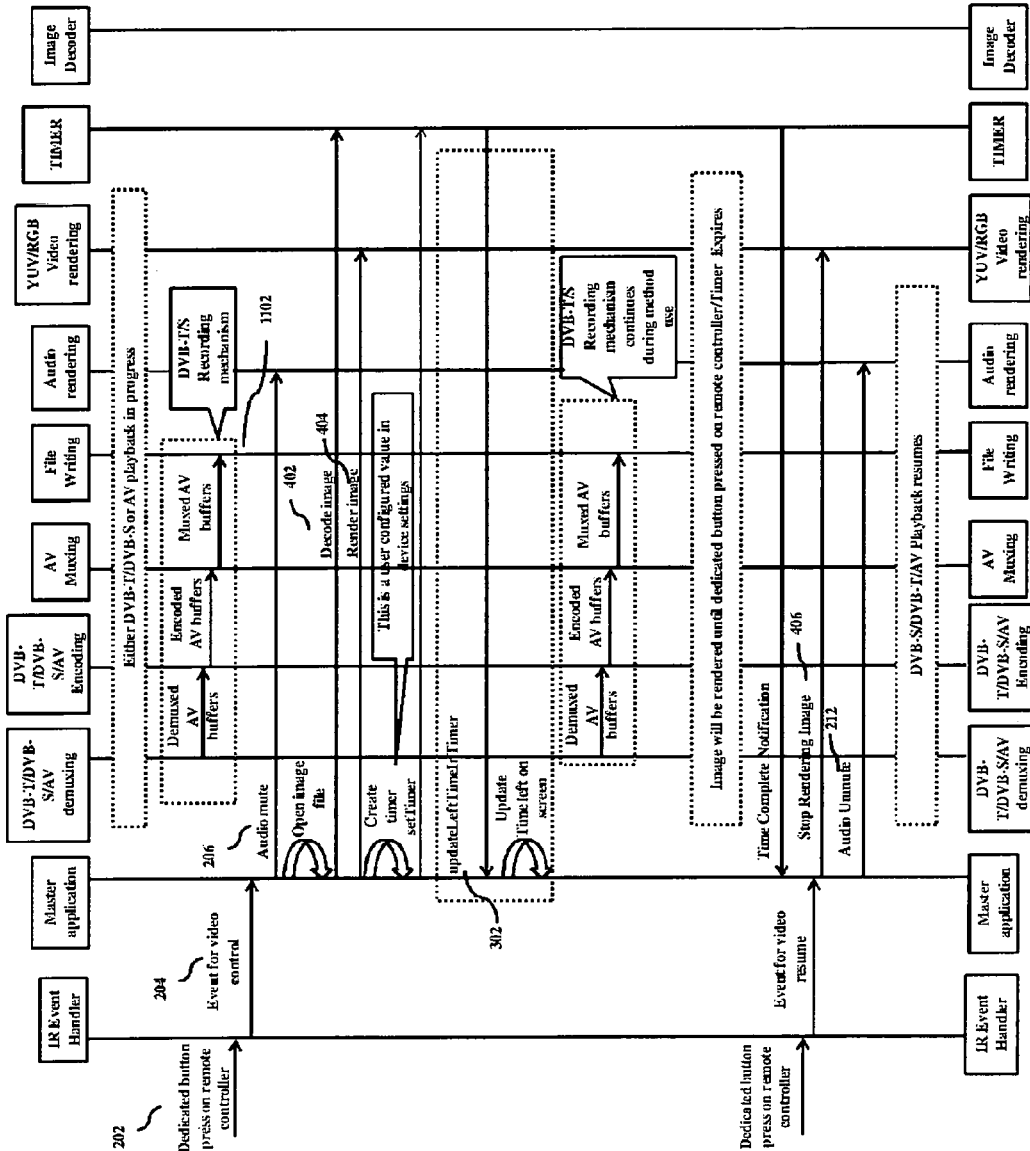 IR Event
Handler
Master
application
DVB-T/DVB-
S/AV
demuxing
DVB-
T/DVB-
S/AV
Encoding
AV
Muxing
File
Writing
Audio
rendering
YUV/RGB
Video
rendering
TIMER
Image
Decoder
Either DVB-T/DVB-S or AV playback in progress
202
Dedicated button
press on remote
controller
204
Event for video
control
Demuxed
AV
buffers
Encoded
AV buffers
Muxed AV
buffers
DVB-T/S
Recording
mechanism
1102
206
Audio mute
Open image
file
402
Decode image
404
Render image
Create
timer
setTimer
This is a user configured value in
device settings
updateLeftTimeInTimer
302
Update
Time left on
screen
Demuxed
AV
buffers
Encoded
AV buffers
Muxed AV
buffers
DVB-T/S
Recording
mechanism
continues
during method
use
Image will be rendered until dedicated button pressed on remote controller/Timer Expires
Time Complete Notification
Dedicated button
press on remote
controller
Event for video
resume
Stop Rendering Image
406
Audio Unmute
212
DVB-S/DVB-T/AV Playback resumes
IR Event
Handler
Master
application
DVB-
T/DVB-S/AV
demuxing
DVB-
T/DVB-S/AV
Encoding
AV
Muxing
File
Writing
Audio
rendering
YUV/RGB
Video
rendering
TIMER
Image
Decoder